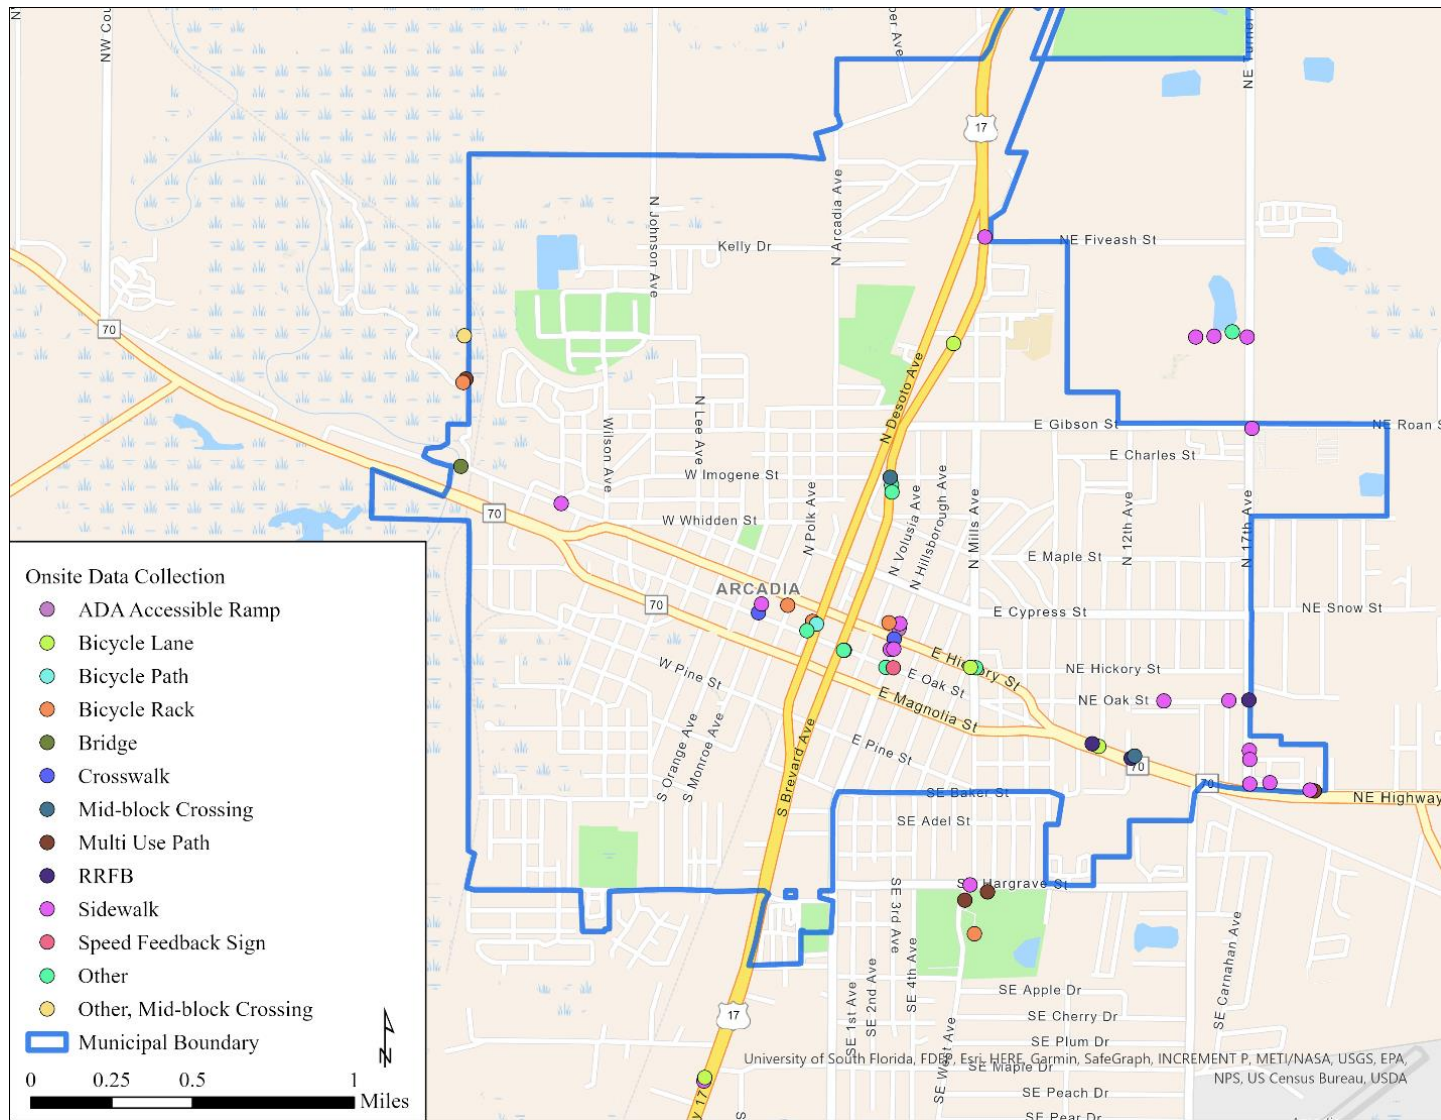 NW Cou
N
per Ave
NE Turner
17
N Johnson Ave
N Arcadia Ave
Kelly Dr
NE Fiveash St
70
N Desoto Ave
Wilson Ave
N Lee Ave
E Gibson St
NE Roan S
W Imogene St
E Charles St
N Polk Ave
N Volusia Ave
N Hillsborough Ave
N Mills Ave
N 12th Ave
N 17th Ave
70
W Whidden St
E Maple St
ARCADIA
70
E Cypress St
NE Snow St
W Pine St
E Hickory St
NE Hickory St
E Oak St
NE Oak St
E Magnolia St
S Orange Ave
S Monroe Ave
S Brevard Ave
E Pine St
70
70
SE Baker St
NE Highway
SE Adel St
Hargrave St
SE 3rd Ave
SE 4th Ave
SE 2nd Ave
SE 1st Ave
SE West Ave
SE Carnahan Ave
SE Apple Dr
17
SE Cherry Dr
SE Plum Dr
SE Maple Dr
SE Peach Dr
SE Pear Dr
y 17
S
Onsite Data Collection
ADA Accessible Ramp
Bicycle Lane
Bicycle Path
Bicycle Rack
Bridge
Crosswalk
Mid-block Crossing
Multi Use Path
RRFB
Sidewalk
Speed Feedback Sign
Other
Other, Mid-block Crossing
Municipal Boundary
N
0 0.25 0.5 1
Miles
University of South Florida, FDEP, Esri, HERE, Garmin, SafeGraph, INCREMENT P, METI/NASA, USGS, EPA,
NPS, US Census Bureau, USDA